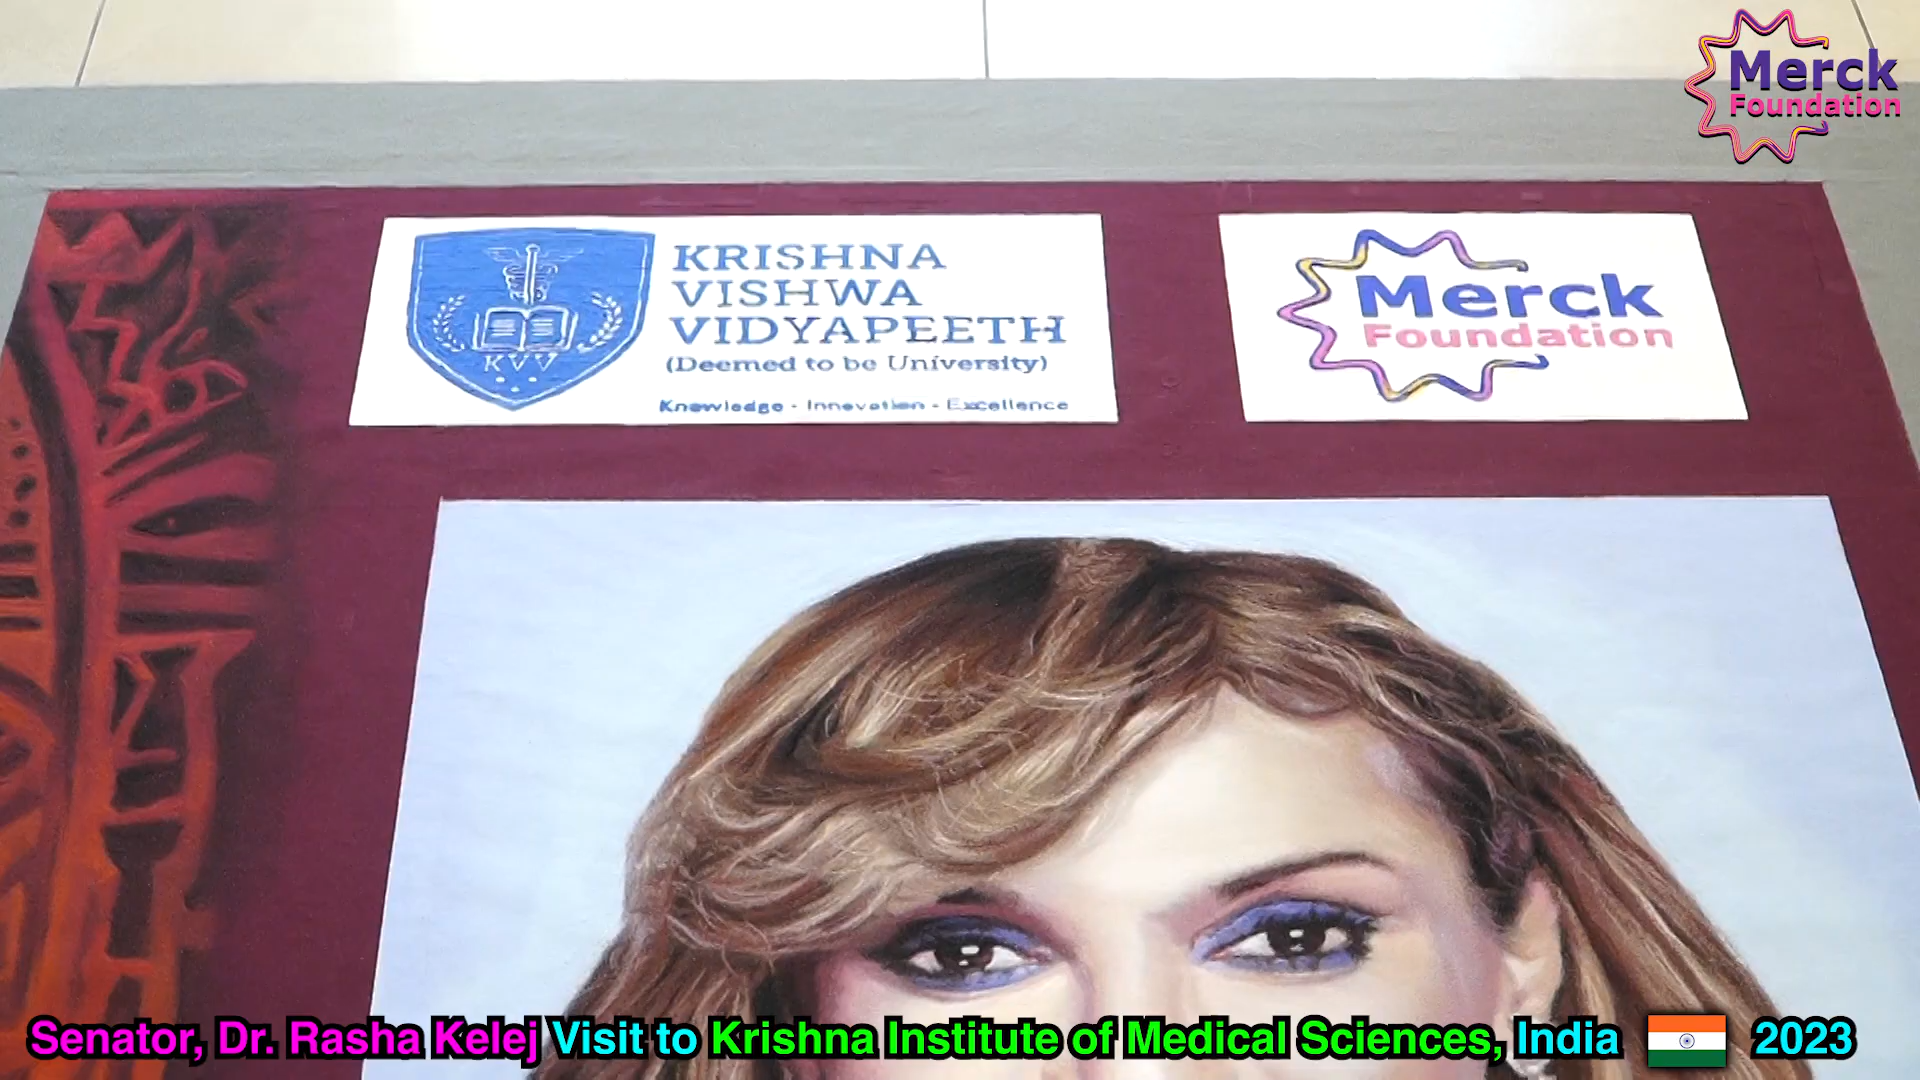 Merck
Foundation
KRISHNA
VISHWA
VIDYAPEETH
(Deemed to be University)
Knowledge - Innovation - Excellence
KVV
Merck
Foundation
Senator, Dr. Rasha Kelej Visit to Krishna Institute of Medical Sciences, India 2023